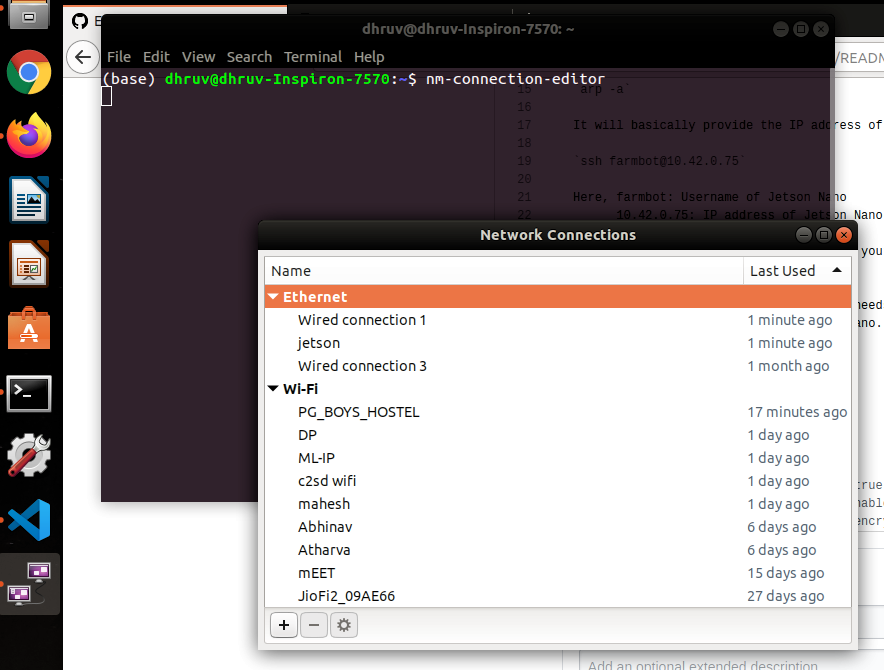 dhruv@dhruv-Inspiron-7570: ~
File Edit View Search Terminal Help
(base) dhruv@dhruv-Inspiron-7570:~$ nm-connection-editor
/READM
15 `arp -a`
16
17 It will basically provide the IP address of
18
19 `ssh farmbot@10.42.0.75`
20
21 Here, farmbot: Username of Jetson Nano
22 10.42.0.75: IP address of Jetson Nano
you
need
ano.
Network Connections
Name Last Used
Ethernet
Wired connection 1 1 minute ago
jetson 1 minute ago
Wired connection 3 1 month ago
Wi-Fi
PG_BOYS_HOSTEL 17 minutes ago
DP 1 day ago
ML-IP 1 day ago
c2sd wifi 1 day ago
mahesh 1 day ago
Abhinav 6 days ago
Atharva 6 days ago
mEET 15 days ago
JioFi2_09AE66 27 days ago
true
nable
encry
Add an optional extended description